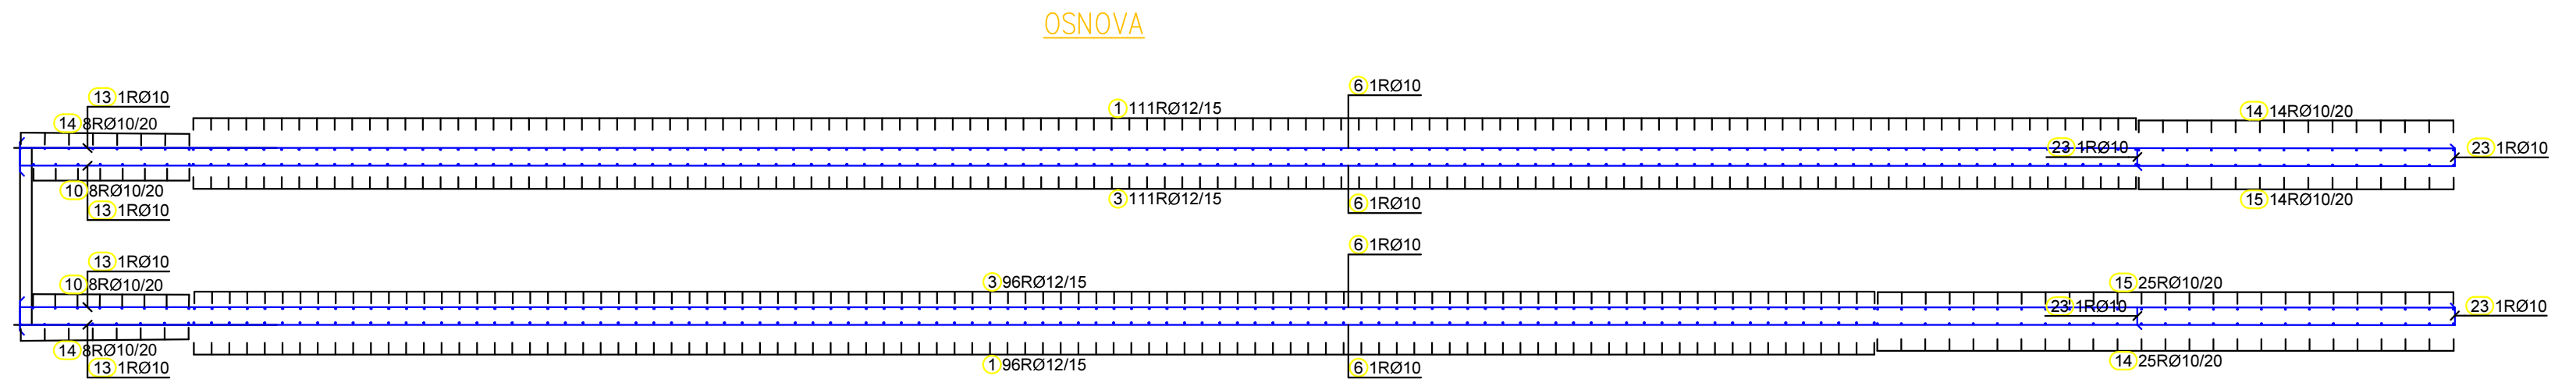 OSNOVA
6 1RØ10
13 1RØ10
1 111RØ12/15
14 14RØ10/20
14 8RØ10/20
23 1RØ10
23 1RØ10
10 8RØ10/20
3 111RØ12/15
15 14RØ10/20
13 1RØ10
6 1RØ10
6 1RØ10
13 1RØ10
10 8RØ10/20
3 96RØ12/15
15 25RØ10/20
23 1RØ10
23 1RØ10
14 8RØ10/20
1 96RØ12/15
14 25RØ10/20
13 1RØ10
6 1RØ10